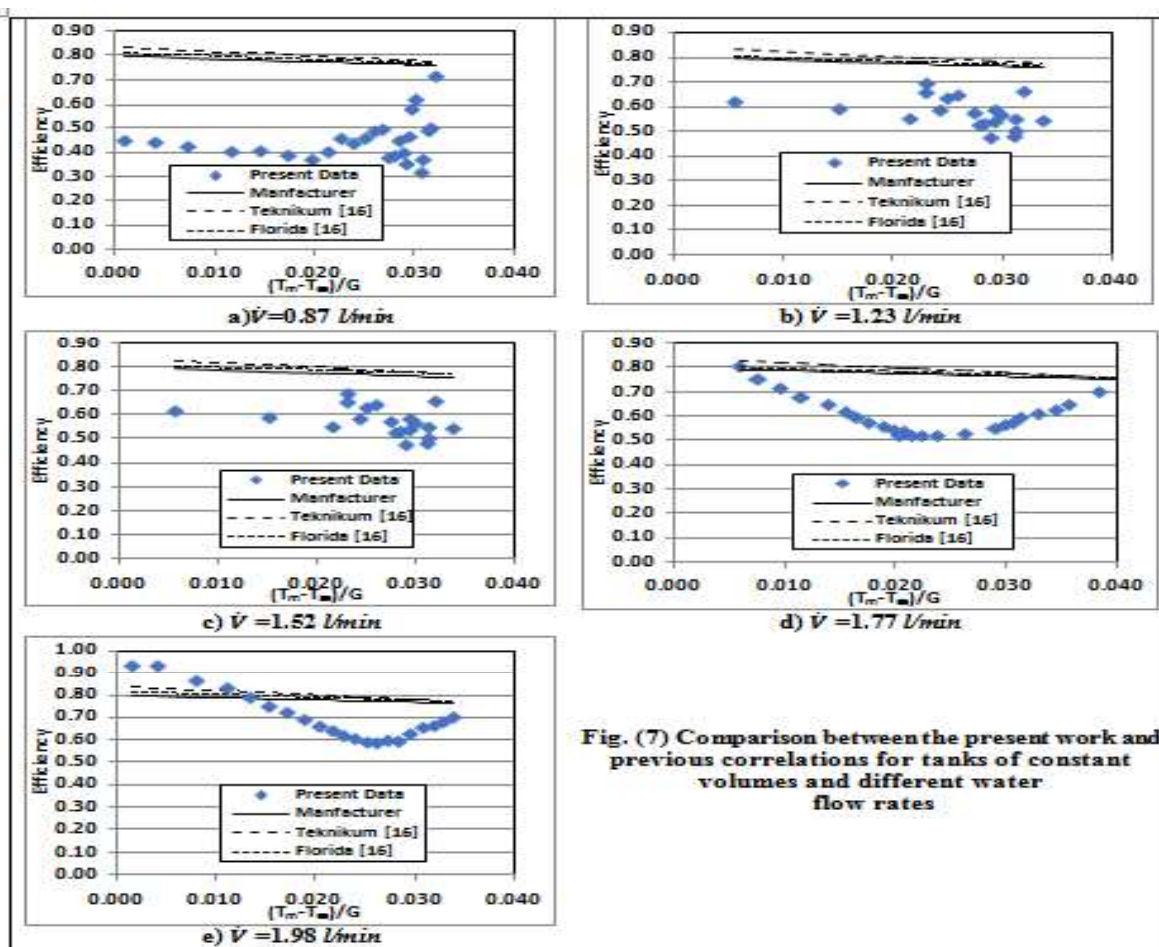 0.90
0.80
0.70
0.60
0.50
0.40
0.30
0.20
0.10
0.00
Efficiency
Present Data
Manfacturer
Teknikum [16]
Florida [16]
0.000 0.010 0.020 0.030 0.040
(Tₘ-T∞)/G
a)V̇=0.87 l/min
0.90
0.80
0.70
0.60
0.50
0.40
0.30
0.20
0.10
0.00
Efficiency
Present Data
Manfacturer
Teknikum [16]
Florida [16]
0.000 0.010 0.020 0.030 0.040
(Tₘ-T∞)/G
b) V̇ =1.23 l/min
0.90
0.80
0.70
0.60
0.50
0.40
0.30
0.20
0.10
0.00
Efficiency
Present Data
Manfacturer
Teknikum [16]
Florida [16]
0.000 0.010 0.020 0.030 0.040
(Tₘ-T∞)/G
c) V̇ =1.52 l/min
0.90
0.80
0.70
0.60
0.50
0.40
0.30
0.20
0.10
0.00
Efficiency
Present Data
Manfacturer
Teknikum [16]
Florida [16]
0.000 0.010 0.020 0.030 0.040
(Tₘ-T∞)/G
d) V̇ =1.77 l/min
1.00
0.90
0.80
0.70
0.60
0.50
0.40
0.30
0.20
0.10
0.00
Efficiency
Present Data
Manfacturer
Teknikum [16]
Florida [16]
0.000 0.010 0.020 0.030 0.040
(Tₘ-T∞)/G
e) V̇ =1.98 l/min
Fig. (7) Comparison between the present work and
previous correlations for tanks of constant
volumes and different water
flow rates